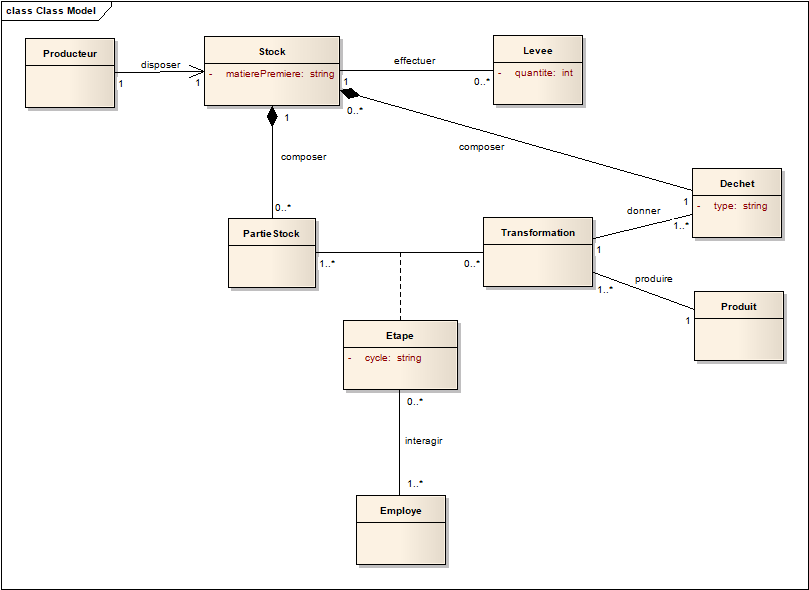 class Class Model
Producteur
disposer
1
1
Stock
- matierePremiere: string
effectuer
1
0..*
Levee
- quantite: int
0..*
composer
1
1
composer
0..*
Dechet
- type: string
donner
1..*
1
PartieStock
1..*
0..*
Transformation
produire
1..*
1
Produit
Etape
- cycle: string
0..*
interagir
1..*
Employe